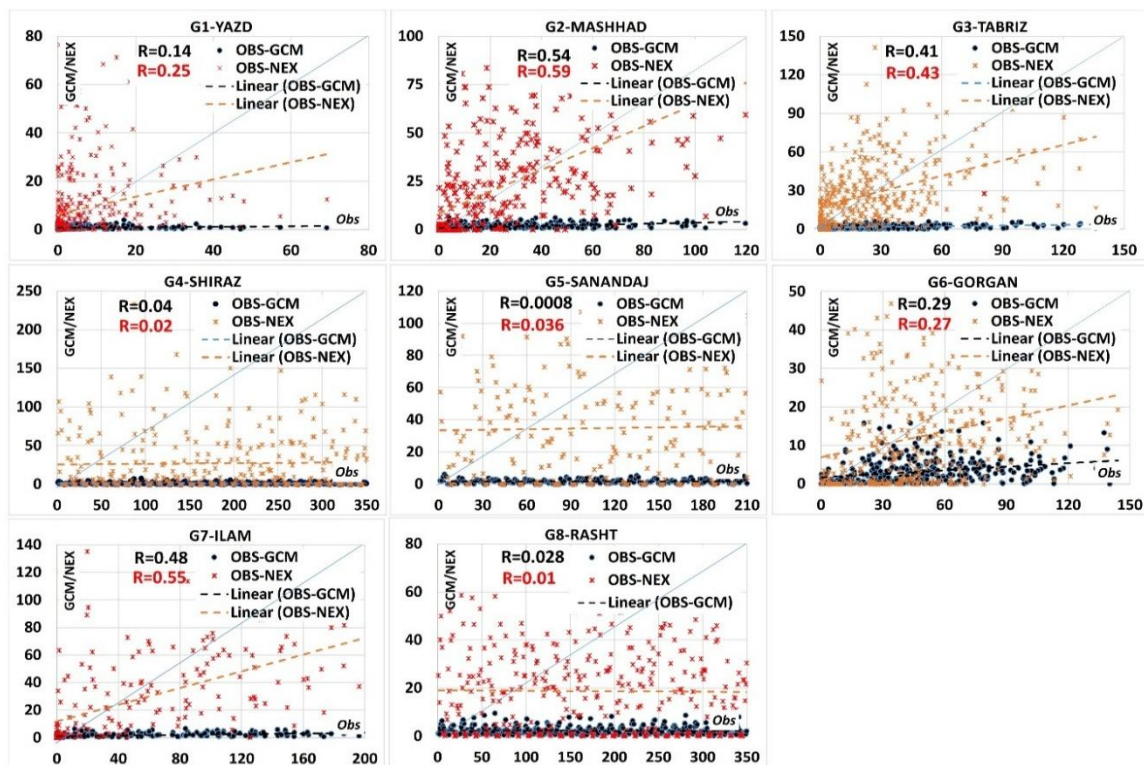 G1-YAZD
GCM/NEX
80
60
40
20
0
R=0.14
R=0.25
OBS-GCM
OBS-NEX
Linear (OBS-GCM)
Linear (OBS-NEX)
Obs
0 20 40 60 80
G2-MASHHAD
GCM/NEX
100
75
50
25
0
R=0.54
R=0.59
OBS-GCM
OBS-NEX
Linear (OBS-GCM)
Linear (OBS-NEX)
Obs
0 20 40 60 80 100 120
G3-TABRIZ
GCM/NEX
150
120
90
60
30
0
R=0.41
R=0.43
OBS-GCM
OBS-NEX
Linear (OBS-GCM)
Linear (OBS-NEX)
Obs
0 30 60 90 120 150
G4-SHIRAZ
GCM/NEX
250
200
150
100
50
0
R=0.04
R=0.02
OBS-GCM
OBS-NEX
Linear (OBS-GCM)
Linear (OBS-NEX)
Obs
0 50 100 150 200 250 300 350
G5-SANANDAJ
GCM/NEX
120
100
80
60
40
20
0
R=0.0008
R=0.036
OBS-GCM
OBS-NEX
Linear (OBS-GCM)
Linear (OBS-NEX)
Obs
0 30 60 90 120 150 180 210
G6-GORGAN
GCM/NEX
50
40
30
20
10
0
R=0.29
R=0.27
OBS-GCM
OBS-NEX
Linear (OBS-GCM)
Linear (OBS-NEX)
Obs
0 30 60 90 120 150
G7-ILAM
GCM/NEX
140
120
100
80
60
40
20
0
R=0.48
R=0.55
OBS-GCM
OBS-NEX
Linear (OBS-GCM)
Linear (OBS-NEX)
Obs
0 40 80 120 160 200
G8-RASHT
GCM/NEX
80
60
40
20
0
R=0.028
R=0.01
OBS-GCM
OBS-NEX
Linear (OBS-GCM)
Obs
0 50 100 150 200 250 300 350